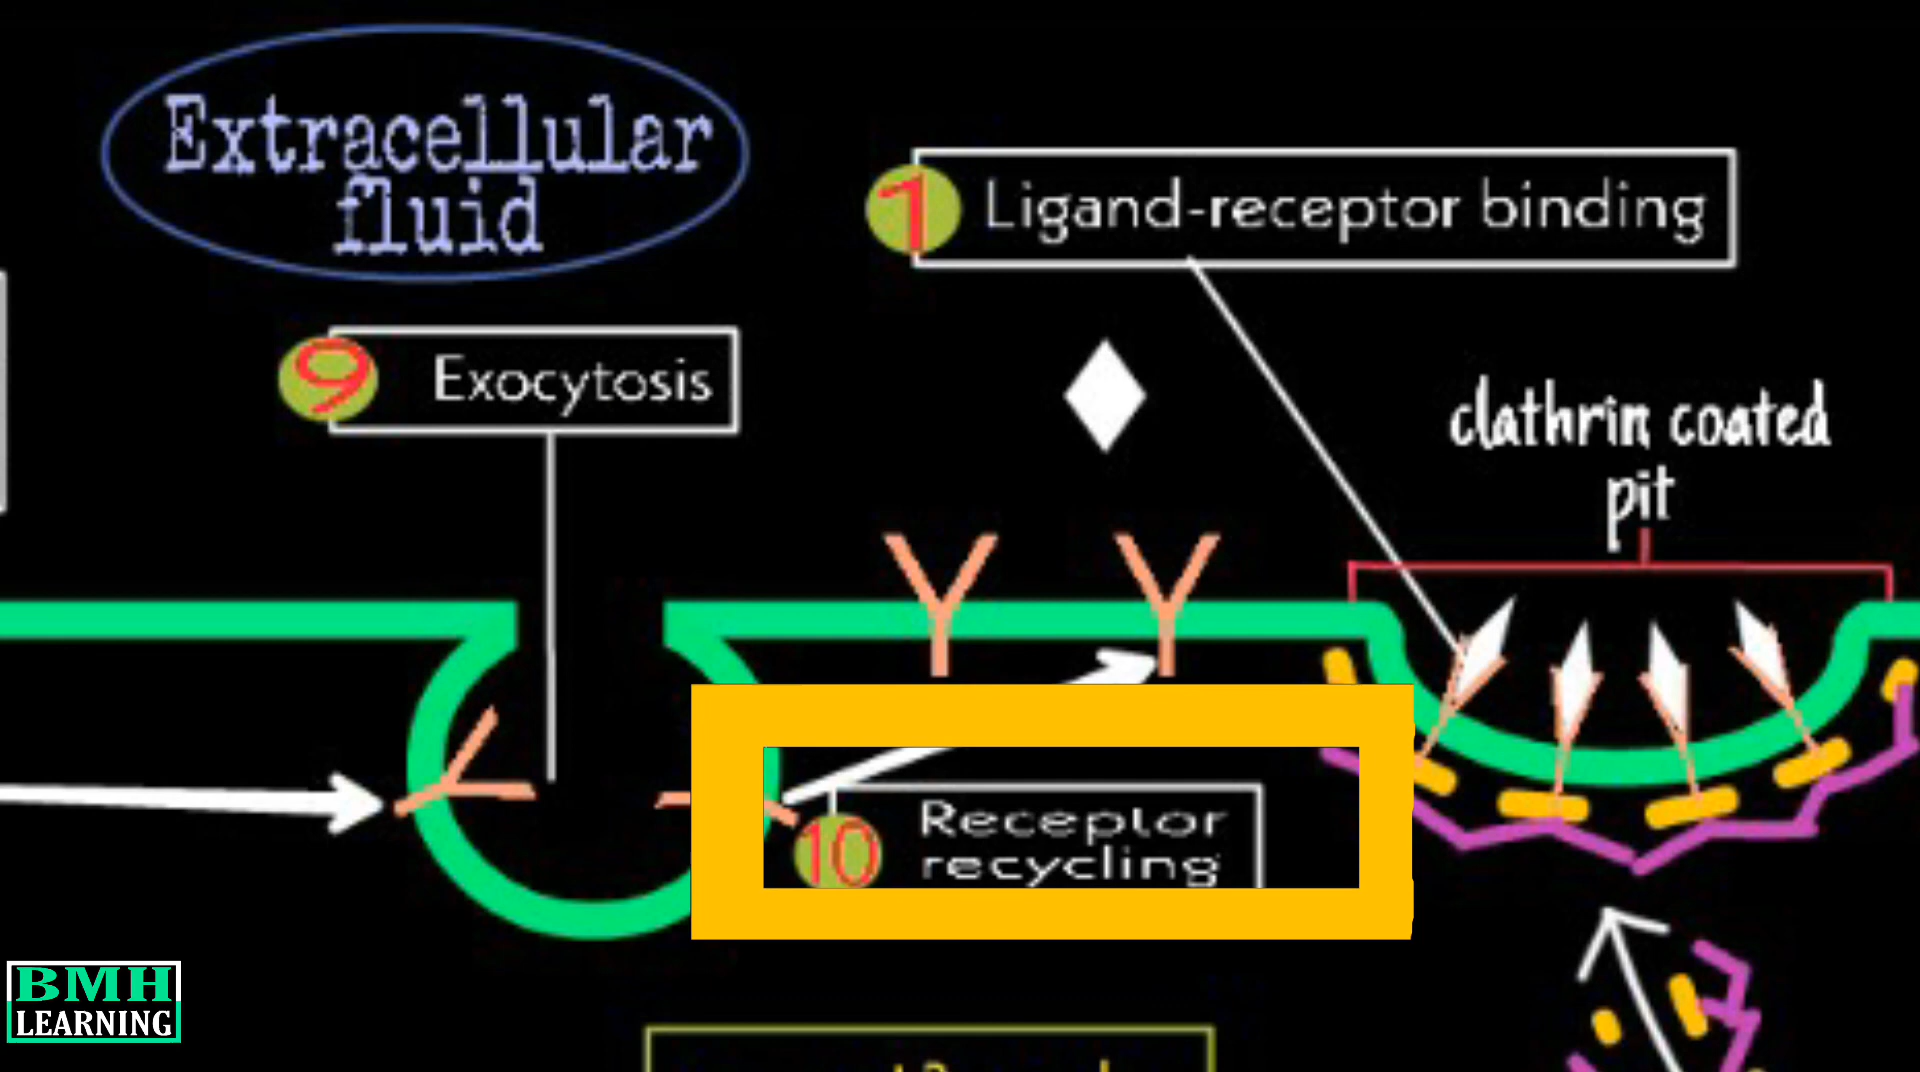 Extracellular
fluid
1 Ligand-receptor binding
9 Exocytosis
clathrin coated
pit
10 Receptor
recycling
BMH
LEARNING